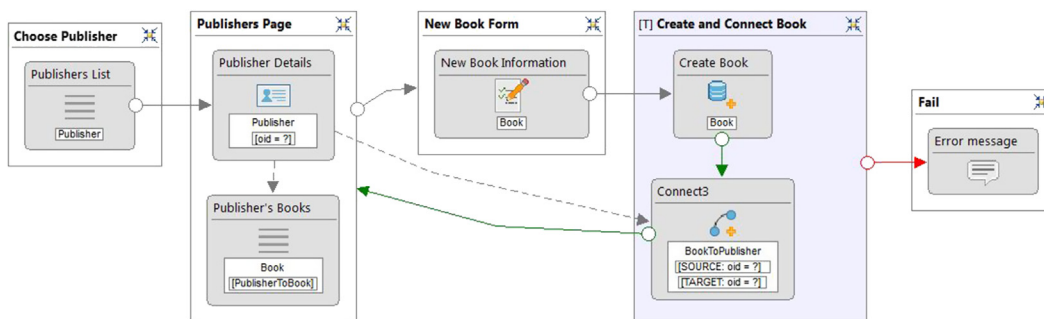 Choose Publisher
Publishers List
Publisher
Publishers Page
Publisher Details
Publisher
[oid = ?]
Publisher's Books
Book
[PublisherToBook]
New Book Form
New Book Information
Book
[T] Create and Connect Book
Create Book
Book
Connect3
BookToPublisher
[SOURCE: oid = ?]
[TARGET: oid = ?]
Fail
Error message